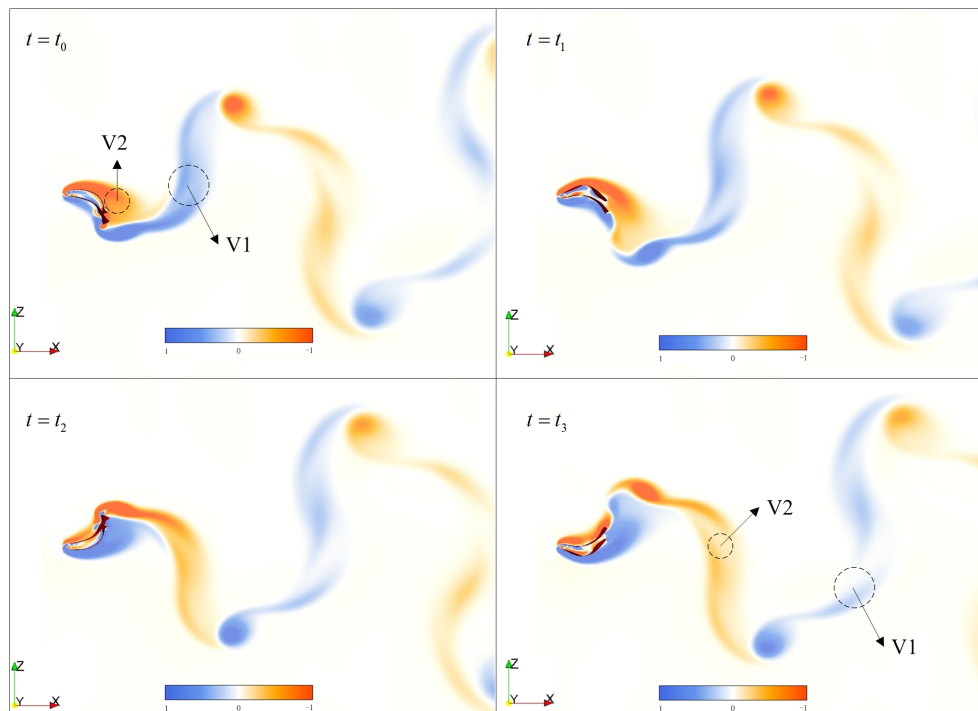 t = t₀
V2
V1
Z
Y X
1 0 −1
t = t₁
Z
Y X
1 0 −1
t = t₂
Z
Y X
1 0 −1
t = t₃
V2
V1
Z
Y X
1 0 −1